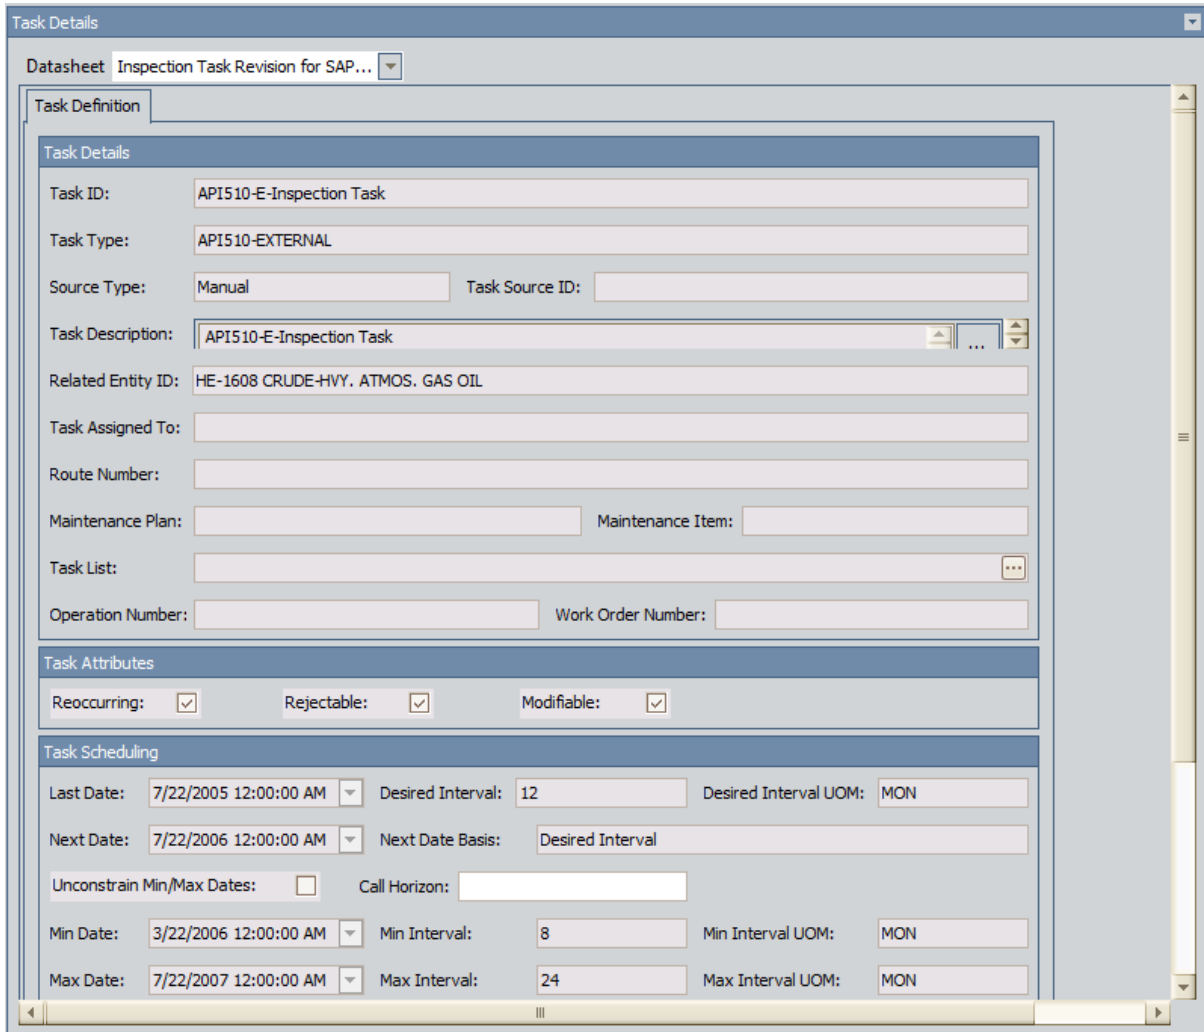 Task Details
Datasheet Inspection Task Revision for SAP...
Task Definition
Task Details
Task ID: API510-E-Inspection Task
Task Type: API510-EXTERNAL
Source Type: Manual Task Source ID:
Task Description: API510-E-Inspection Task ...
Related Entity ID: HE-1608 CRUDE-HVY. ATMOS. GAS OIL
Task Assigned To:
Route Number:
Maintenance Plan: Maintenance Item:
Task List: ...
Operation Number: Work Order Number:
Task Attributes
Reoccurring: Rejectable: Modifiable:
Task Scheduling
Last Date: 7/22/2005 12:00:00 AM Desired Interval: 12 Desired Interval UOM: MON
Next Date: 7/22/2006 12:00:00 AM Next Date Basis: Desired Interval
Unconstrain Min/Max Dates: Call Horizon:
Min Date: 3/22/2006 12:00:00 AM Min Interval: 8 Min Interval UOM: MON
Max Date: 7/22/2007 12:00:00 AM Max Interval: 24 Max Interval UOM: MON